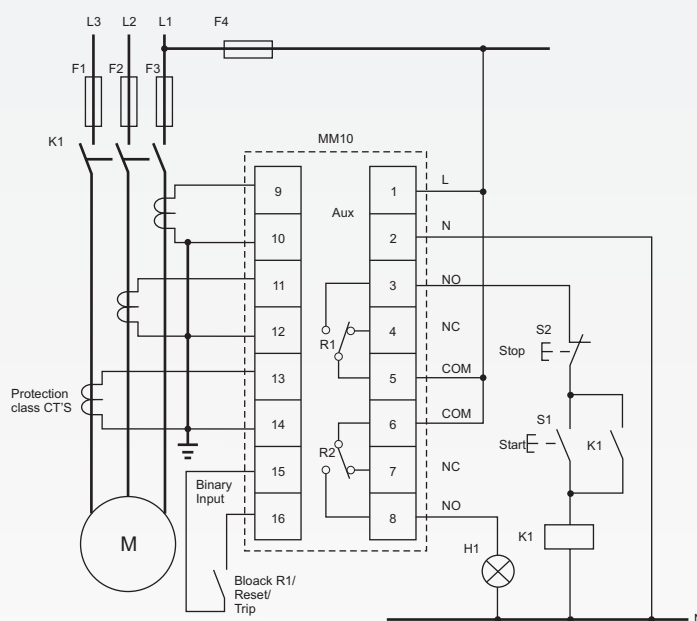 L3 L2 L1 F4
F1 F2 F3
K1
MM10
9 1 L
Aux
10 2 N
11 3 NO
12 4 NC
R1
S2
Stop
13 5 COM
Protection
class CT'S
14 6 COM
S1
Start K1
R2
15 7 NC
Binary
Input
16 8 NO
K1
H1
M
Bloack R1/
Reset/
Trip